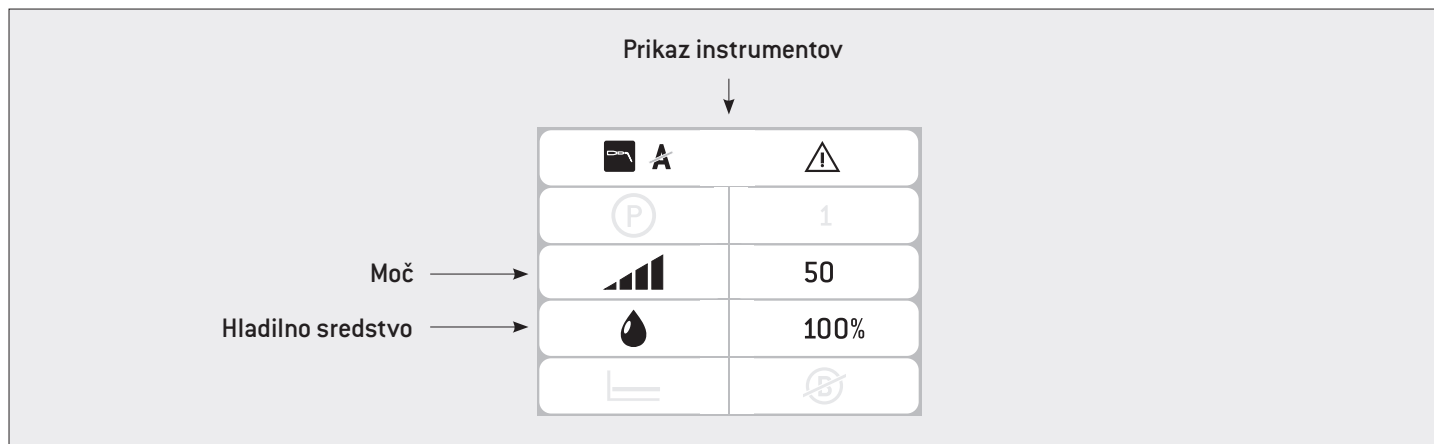 Prikaz instrumentov
A
P 1
Moč 50
Hladilno sredstvo 100%
B